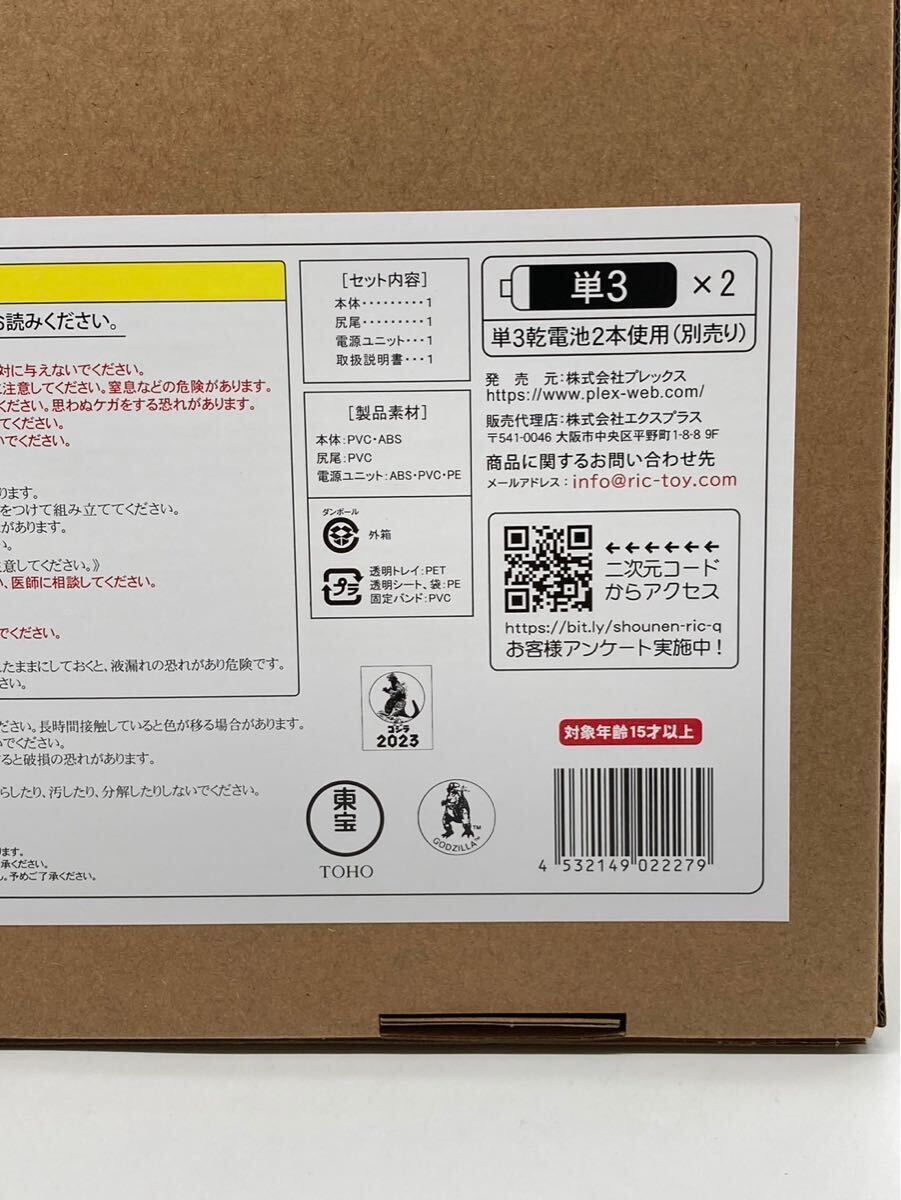 お読みください。
対に与えないでください。
注意してください。窒息などの危険があります。
ください。思わぬケガをする恐れがあります。
てください。
いでください。
ります。
をつけて組み立ててください。
があります。
い。
意してください。》
い、医師に相談してください。
でください。
たままにしておくと、液漏れの恐れがあり危険です。
さい。
ださい。長時間接触していると色が移る場合があります。
いでください。
ると破損の恐れがあります。
らしたり、汚したり、分解したりしないでください。
ます。
承ください。
し。予めご了承ください。
［セット内容］
本体………1
尻尾………1
電源ユニット…1
取扱説明書…1
［製品素材］
本体：PVC・ABS
尻尾：PVC
電源ユニット：ABS・PVC・PE
ダンボール
外箱
プラ
透明トレイ：PET
透明シート、袋：PE
固定バンド：PVC
単3 ×2
単3乾電池2本使用（別売り）
発 売 元：株式会社プレックス
https://www.plex-web.com/
販売代理店：株式会社エクスプラス
〒541-0046 大阪市中央区平野町1-8-8 9F
商品に関するお問い合わせ先
メールアドレス：info@ric-toy.com
←←←←←←
二次元コード
からアクセス
https://bit.ly/shounen-ric-q
お客様アンケート実施中！
ゴジラ
2023
対象年齢15才以上
東宝
TOHO
GODZILLA™
4 532149 022279